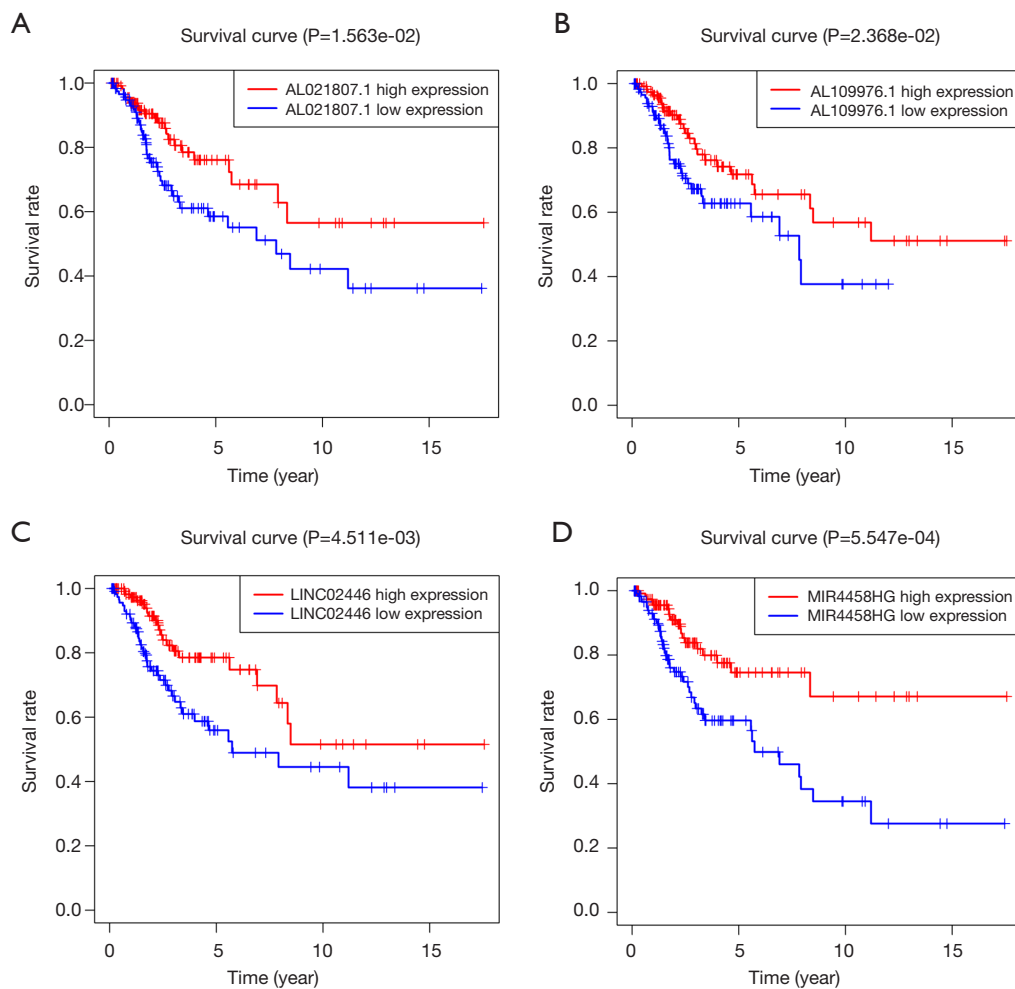 A
Survival curve (P=1.563e-02)
AL021807.1 high expression
AL021807.1 low expression
1.0
0.8
0.6
0.4
0.2
0.0
Survival rate
0 5 10 15
Time (year)
B
Survival curve (P=2.368e-02)
AL109976.1 high expression
AL109976.1 low expression
1.0
0.8
0.6
0.4
0.2
0.0
Survival rate
0 5 10 15
Time (year)
C
Survival curve (P=4.511e-03)
LINC02446 high expression
LINC02446 low expression
1.0
0.8
0.6
0.4
0.2
0.0
Survival rate
0 5 10 15
Time (year)
D
Survival curve (P=5.547e-04)
MIR4458HG high expression
MIR4458HG low expression
1.0
0.8
0.6
0.4
0.2
0.0
Survival rate
0 5 10 15
Time (year)